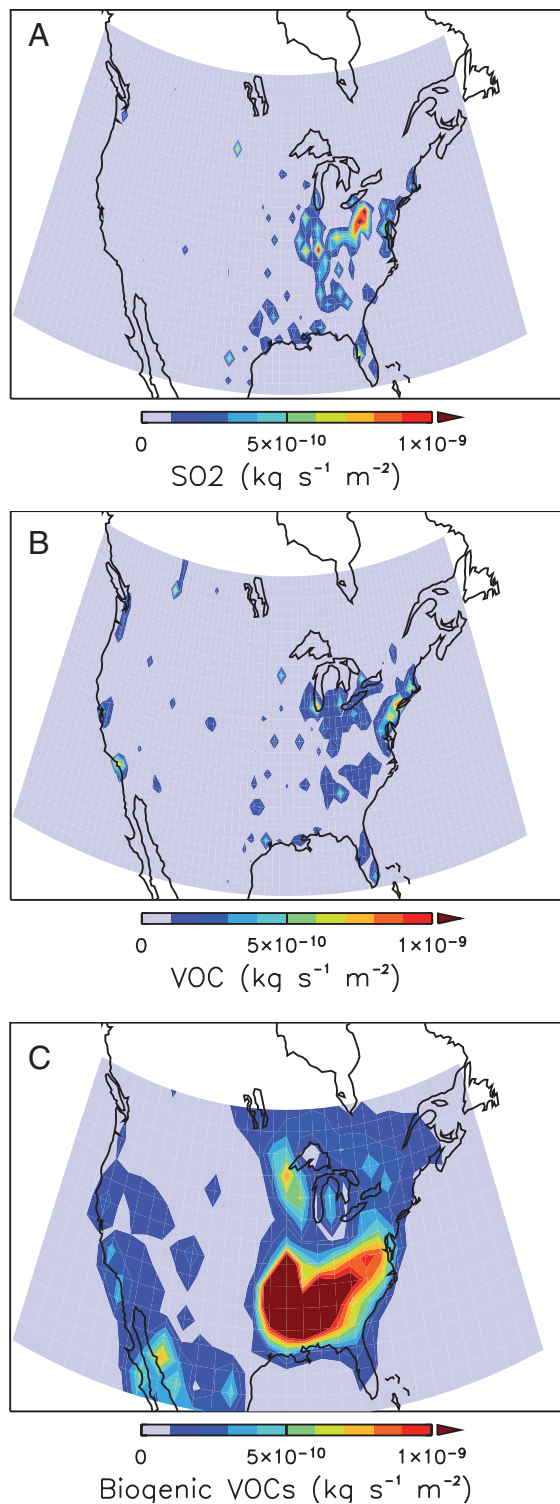 A
0 5×10⁻¹⁰ 1×10⁻⁹
SO2 (kg s⁻¹ m⁻²)
B
0 5×10⁻¹⁰ 1×10⁻⁹
VOC (kg s⁻¹ m⁻²)
C
0 5×10⁻¹⁰ 1×10⁻⁹
Biogenic VOCs (kg s⁻¹ m⁻²)